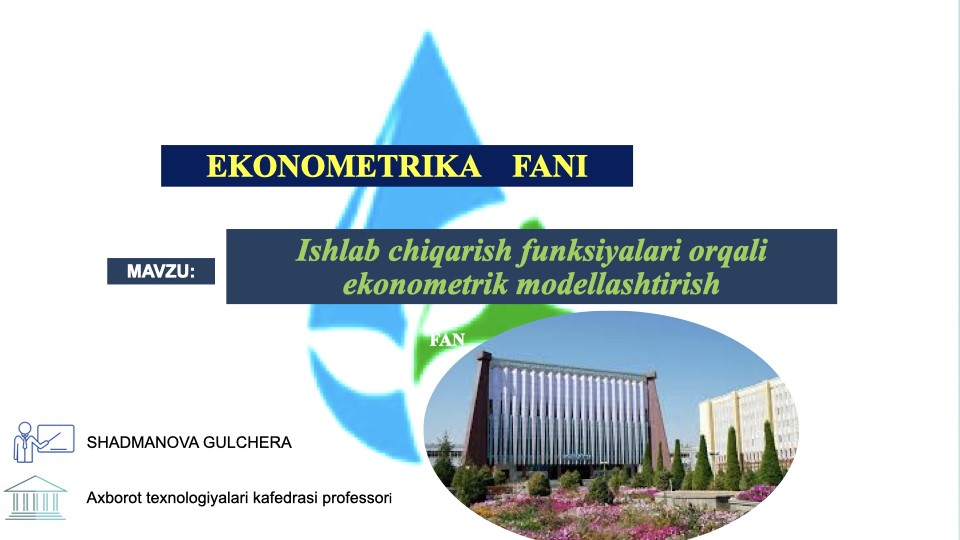 EKONOMETRIKA FANI
MAVZU:
Ishlab chiqarish funksiyalari orqali
ekonometrik modellashtirish
FAN
SHADMANOVA GULCHERA
Axborot texnologiyalari kafedrasi professori